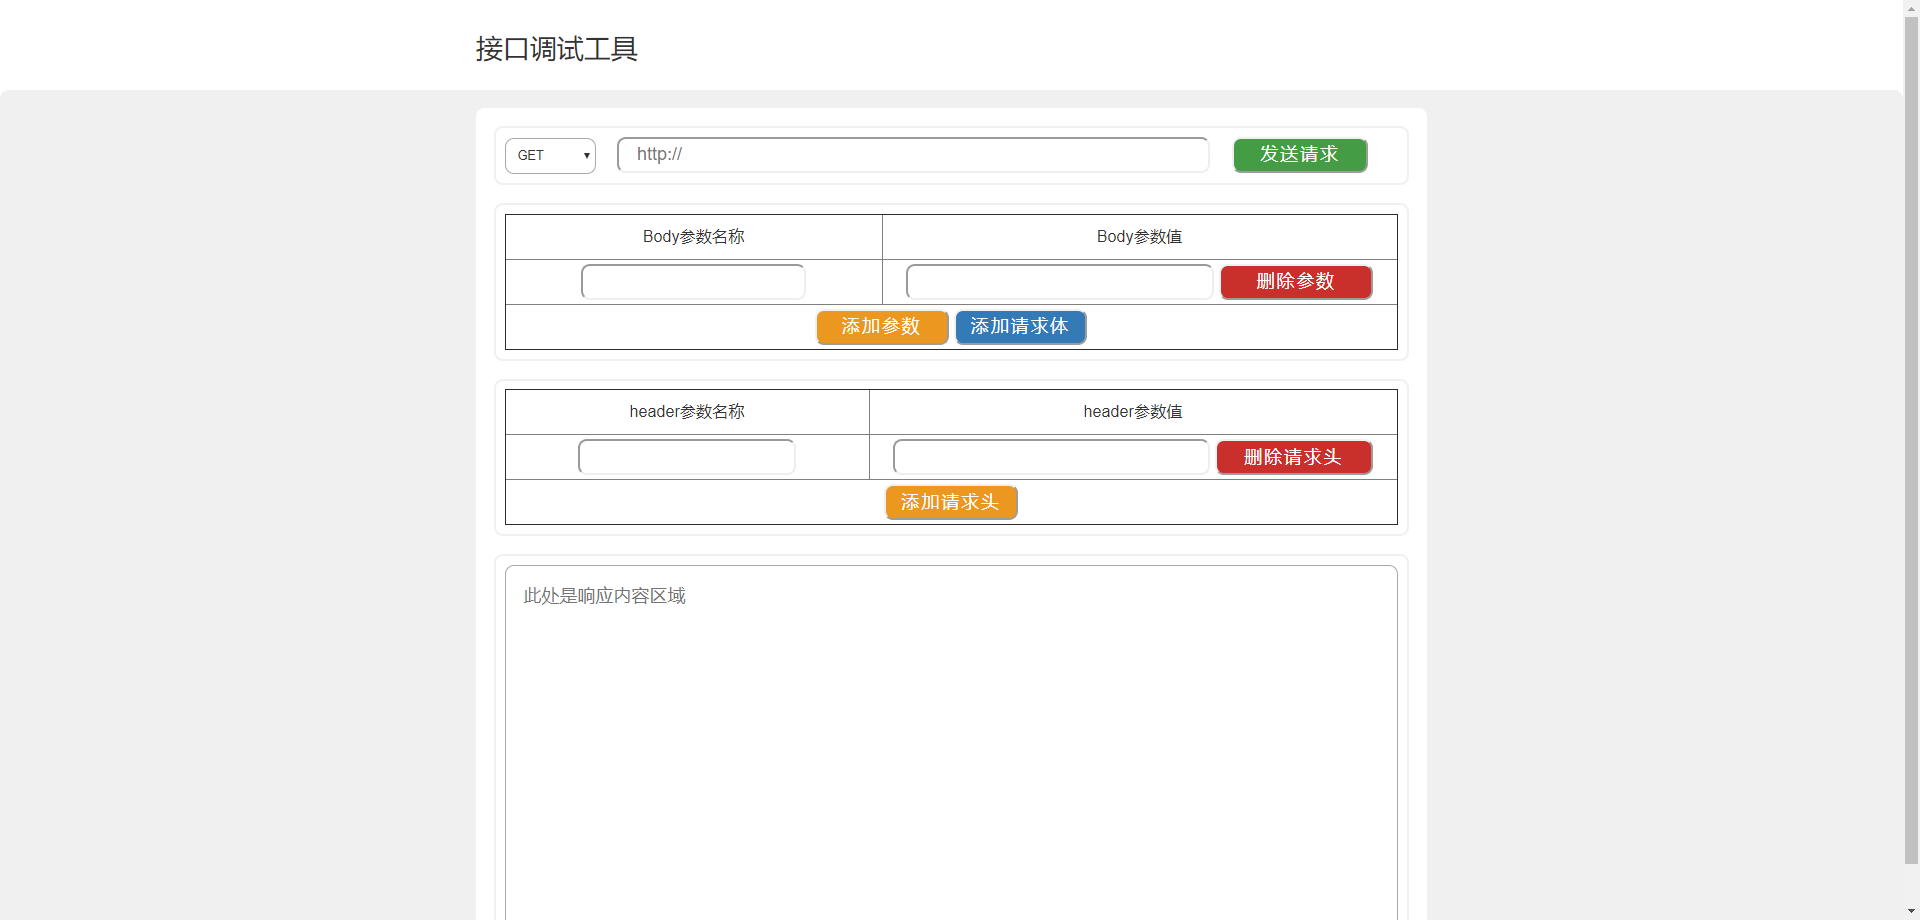 接口调试工具
GET http:// 发送请求
Body参数名称 Body参数值
删除参数
添加参数 添加请求体
header参数名称 header参数值
删除请求头
添加请求头
此处是响应内容区域